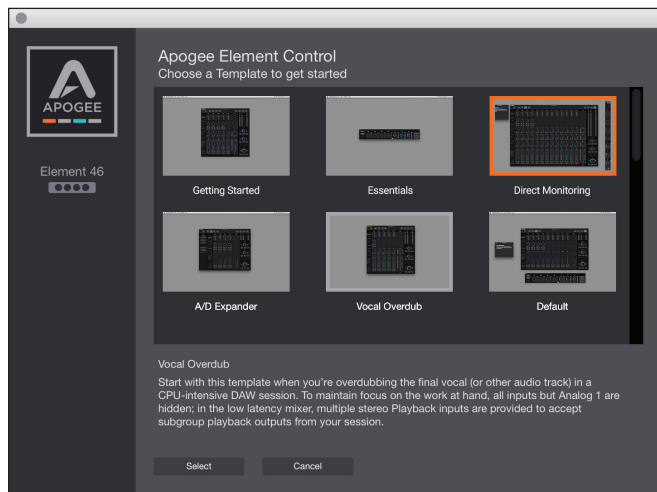 Apogee Element Control
Choose a Template to get started
APOGEE
Element 46
Getting Started
Essentials
Direct Monitoring
A/D Expander
Vocal Overdub
Default
Vocal Overdub
Start with this template when you're overdubbing the final vocal (or other audio track) in a
CPU-intensive DAW session. To maintain focus on the work at hand, all inputs but Analog 1 are
hidden; in the low latency mixer, multiple stereo Playback inputs are provided to accept
subgroup playback outputs from your session.
Select
Cancel